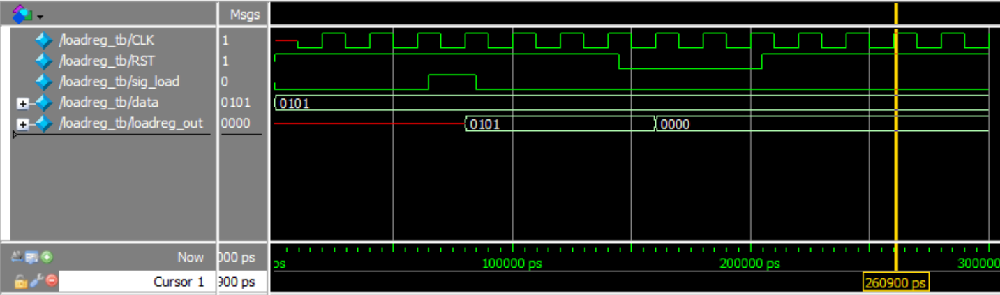 Msgs
/loadreg_tb/CLK 1
/loadreg_tb/RST 1
/loadreg_tb/sig_load 0
/loadreg_tb/data 0101 0101
/loadreg_tb/loadreg_out 0000 0101 0000
Now 000 ps ps 100000 ps 200000 ps 300000
Cursor 1 900 ps 260900 ps